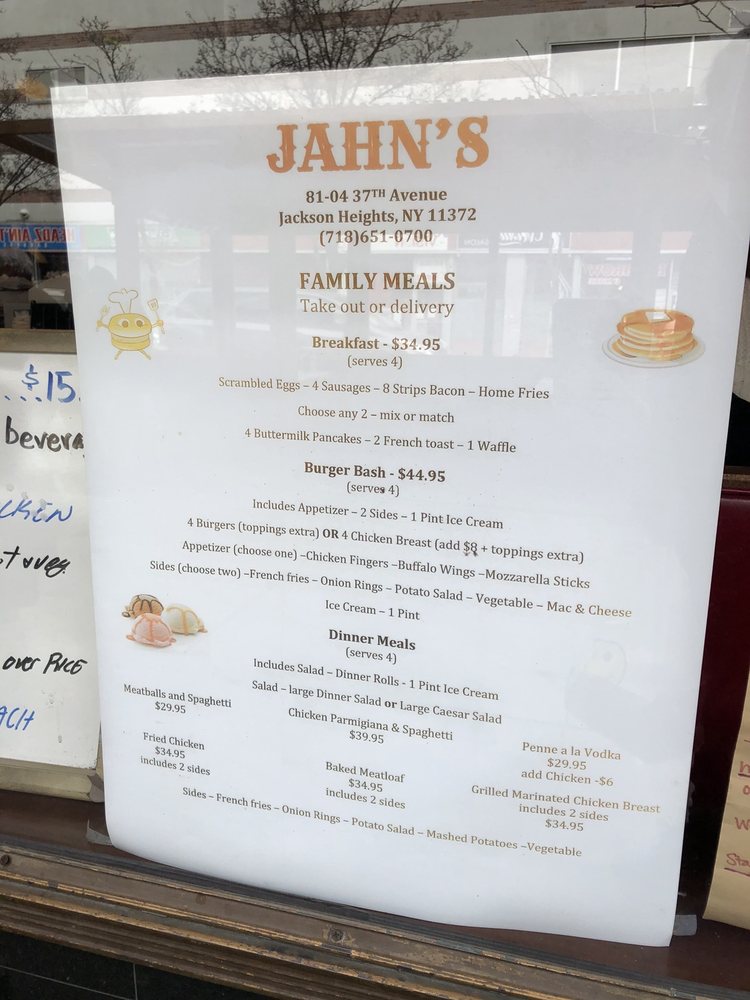 JAHN'S
81-04 37TH Avenue
Jackson Heights, NY 11372
(718)651-0700
FAMILY MEALS
Take out or delivery
Breakfast - $34.95
(serves 4)
Scrambled Eggs – 4 Sausages – 8 Strips Bacon – Home Fries
Choose any 2 – mix or match
4 Buttermilk Pancakes – 2 French toast – 1 Waffle
Burger Bash - $44.95
(serves 4)
Includes Appetizer – 2 Sides – 1 Pint Ice Cream
4 Burgers (toppings extra) OR 4 Chicken Breast (add $8 + toppings extra)
Appetizer (choose one) –Chicken Fingers –Buffalo Wings –Mozzarella Sticks
Sides (choose two) –French fries – Onion Rings – Potato Salad – Vegetable – Mac & Cheese
Ice Cream – 1 Pint
Dinner Meals
(serves 4)
Includes Salad – Dinner Rolls - 1 Pint Ice Cream
Salad – large Dinner Salad or Large Caesar Salad
Meatballs and Spaghetti
$29.95
Chicken Parmigiana & Spaghetti
$39.95
Penne a la Vodka
$29.95
add Chicken -$6
Fried Chicken
$34.95
includes 2 sides
Baked Meatloaf
$34.95
includes 2 sides
Grilled Marinated Chicken Breast
includes 2 sides
$34.95
Sides – French fries – Onion Rings – Potato Salad – Mashed Potatoes –Vegetable
$15.
over Price